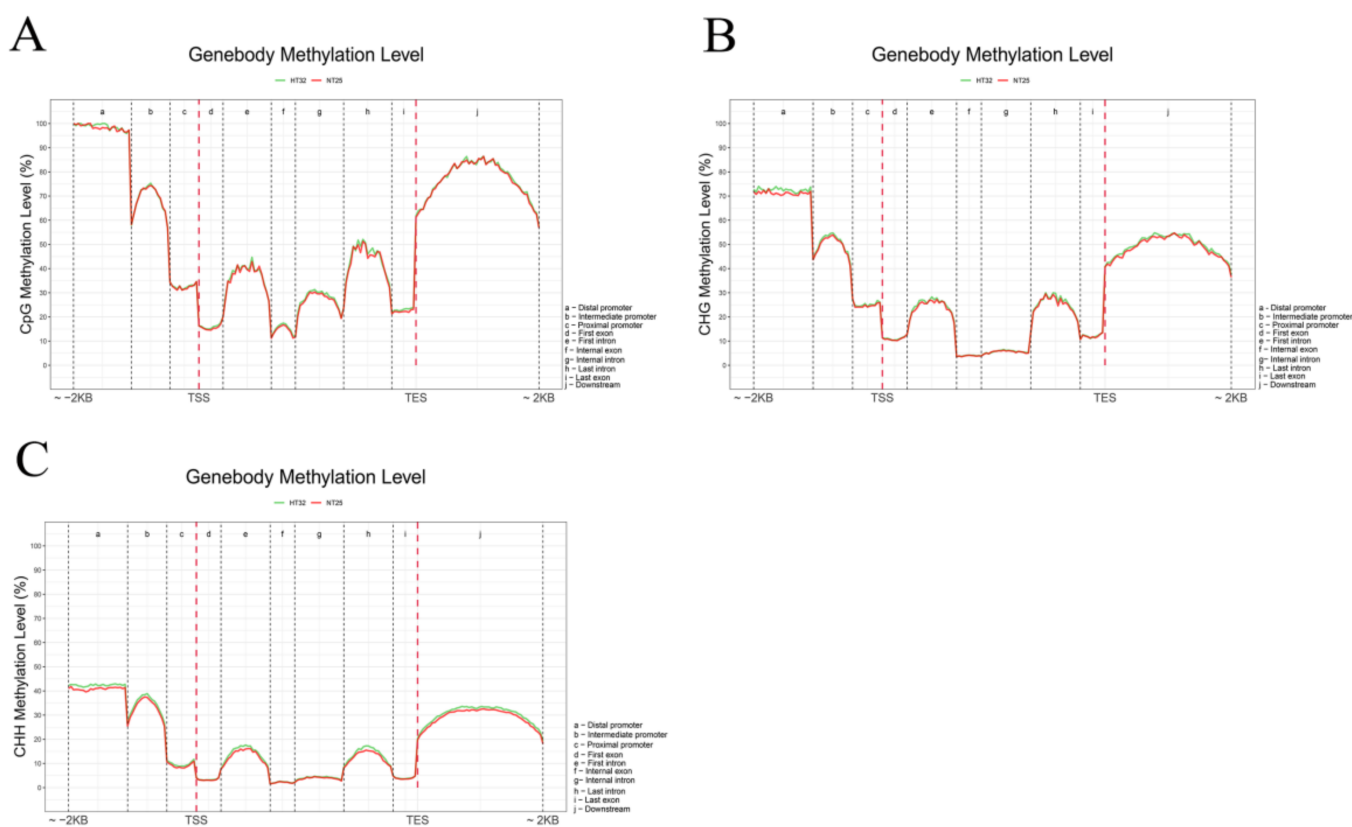 A
Genebody Methylation Level
HT32 NT25
a b c d e f g h i j
CpG Methylation Level (%)
100
90
80
70
60
50
40
30
20
10
0
~ −2KB TSS TES ~ 2KB
a − Distal promoter
b − Intermediate promoter
c − Proximal promoter
d − First exon
e − First intron
f − Internal exon
g− Internal intron
h − Last intron
i − Last exon
j − Downstream
B
Genebody Methylation Level
HT32 NT25
a b c d e f g h i j
CHG Methylation Level (%)
100
90
80
70
60
50
40
30
20
10
0
~ −2KB TSS TES ~ 2KB
a − Distal promoter
b − Intermediate promoter
c − Proximal promoter
d − First exon
e − First intron
f − Internal exon
g − Internal intron
h − Last intron
i − Last exon
j − Downstream
C
Genebody Methylation Level
HT32 NT25
a b c d e f g h i j
CHH Methylation Level (%)
100
90
80
70
60
50
40
30
20
10
0
~ −2KB TSS TES ~ 2KB
a − Distal promoter
b − Intermediate promoter
c − Proximal promoter
d − First exon
e − First intron
f − Internal exon
g− Internal intron
h − Last intron
i − Last exon
j − Downstream